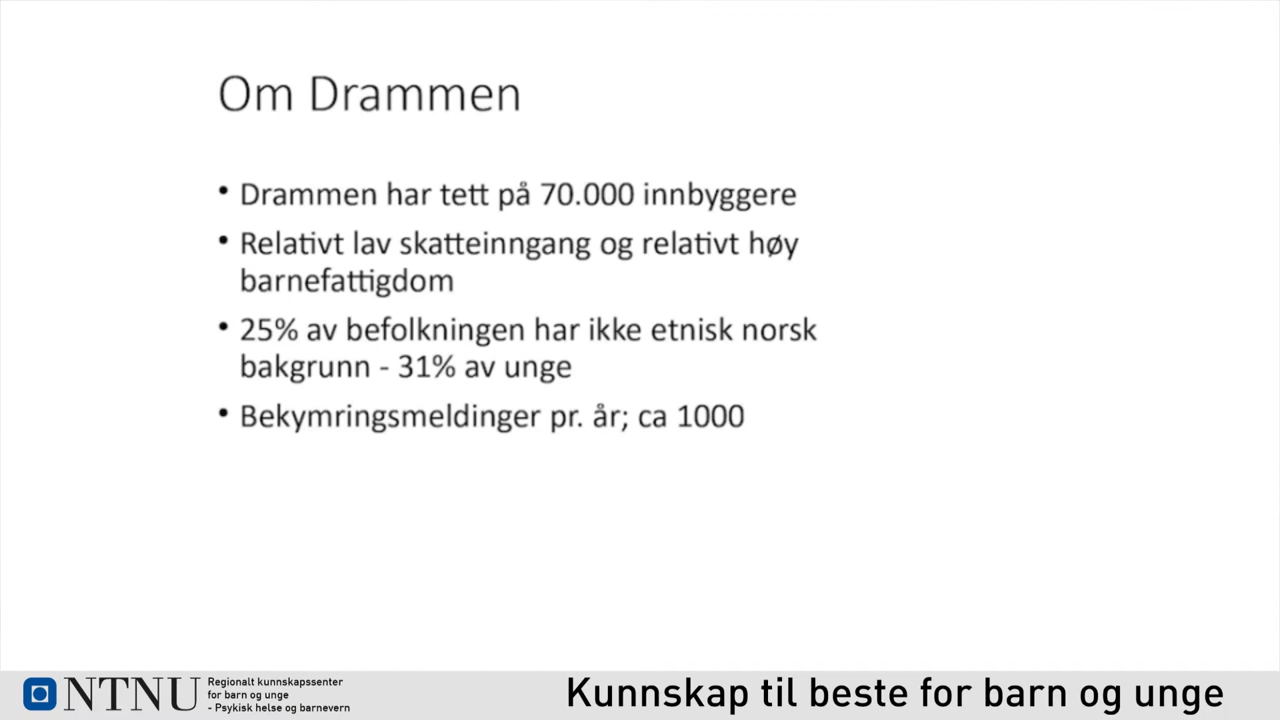 Om Drammen
• Drammen har tett på 70.000 innbyggere
• Relativt lav skatteinngang og relativt høy
barnefattigdom
• 25% av befolkningen har ikke etnisk norsk
bakgrunn - 31% av unge
• Bekymringsmeldinger pr. år; ca 1000
NTNU
Regionalt kunnskapssenter
for barn og unge
- Psykisk helse og barnevern
Kunnskap til beste for barn og unge